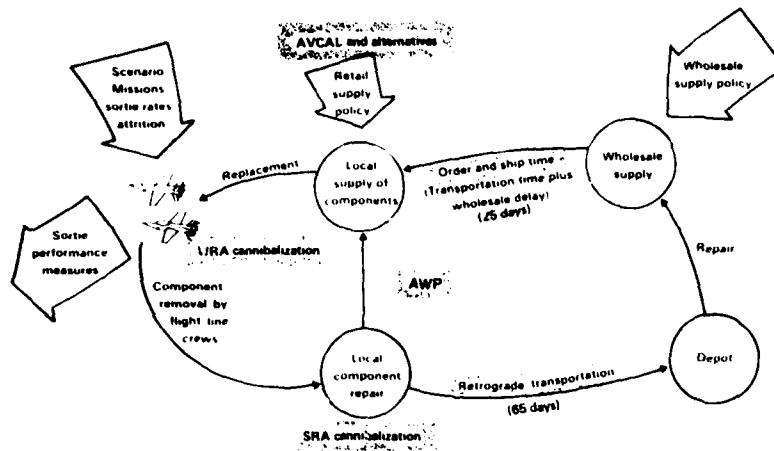 AVCAL and alternatives
Scenario
Missions
sortie rates
attrition
Retail
supply
policy
Wholesale
supply policy
Replacement
Local
supply of
components
Order and ship time -
(Transportation time plus
wholesale delay)
(25 days)
Wholesale
supply
Sortie
performance
measures
WRA cannibalization
Component
removal by
flight line
crews
AWP
Repair
Local
component
repair
Retrograde transportation
(65 days)
Depot
SRA cannibalization